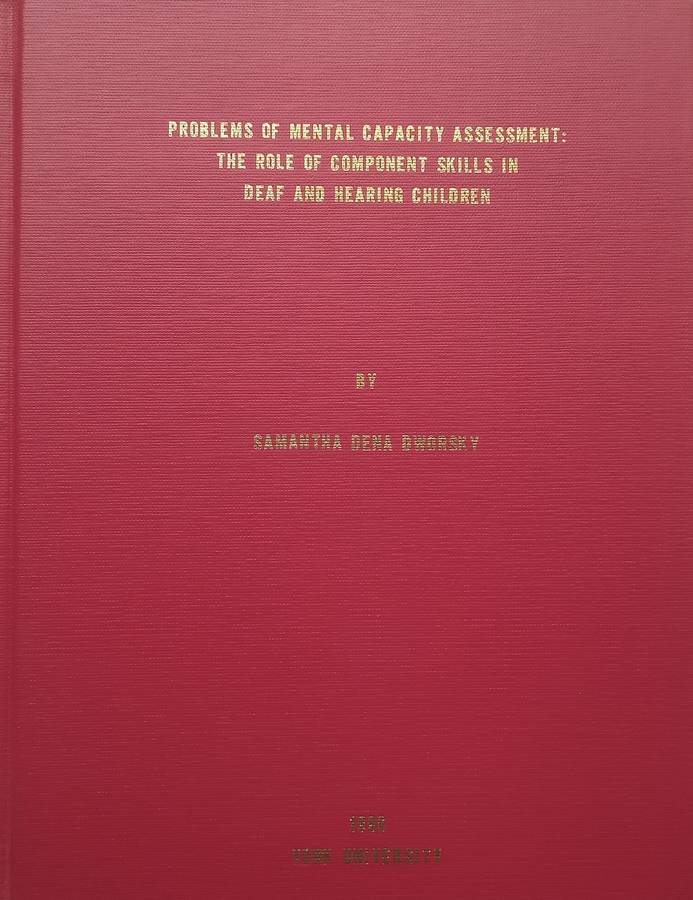 PROBLEMS OF MENTAL CAPACITY ASSESSMENT:
THE ROLE OF COMPONENT SKILLS IN
DEAF AND HEARING CHILDREN
BY
SAMANTHA DENA DWORSKY
YORK UNIVERSITY